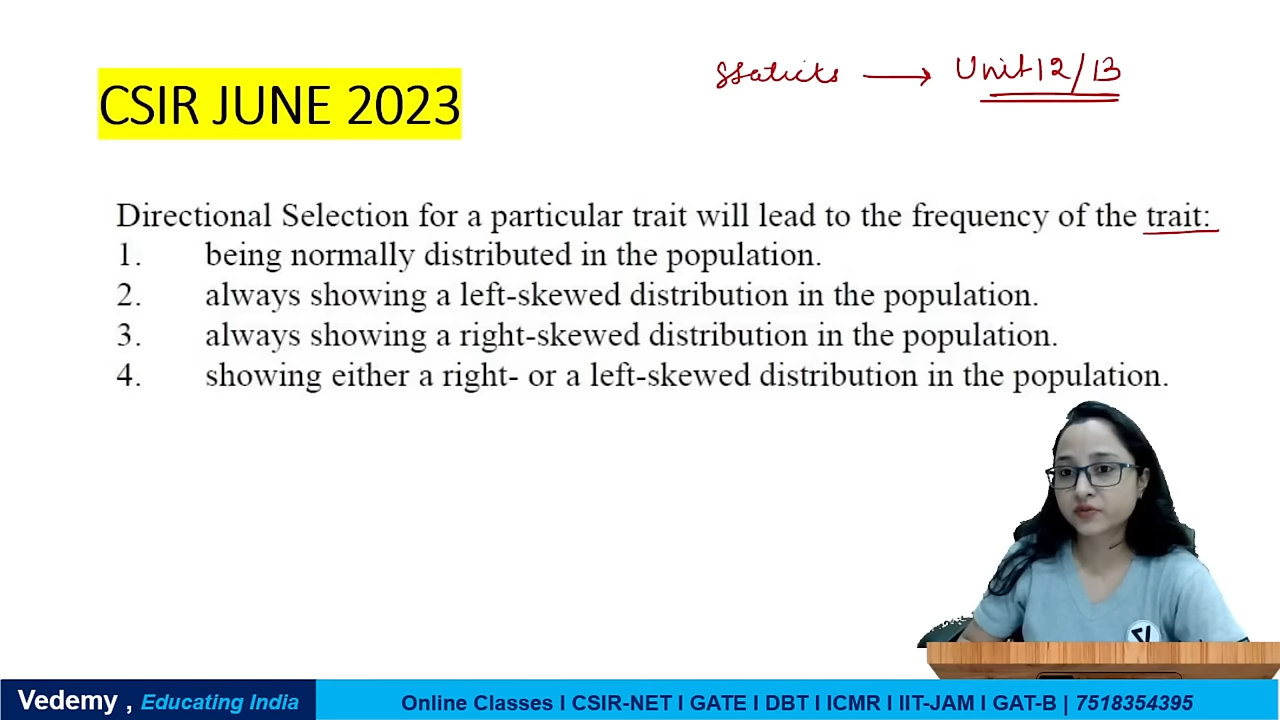 CSIR JUNE 2023
Unit 12/13
Directional Selection for a particular trait will lead to the frequency of the trait:
1. being normally distributed in the population.
2. always showing a left-skewed distribution in the population.
3. always showing a right-skewed distribution in the population.
4. showing either a right- or a left-skewed distribution in the population.
Vedemy , Educating India
Online Classes I CSIR-NET I GATE I DBT I ICMR I IIT-JAM I GAT-B | 7518354395